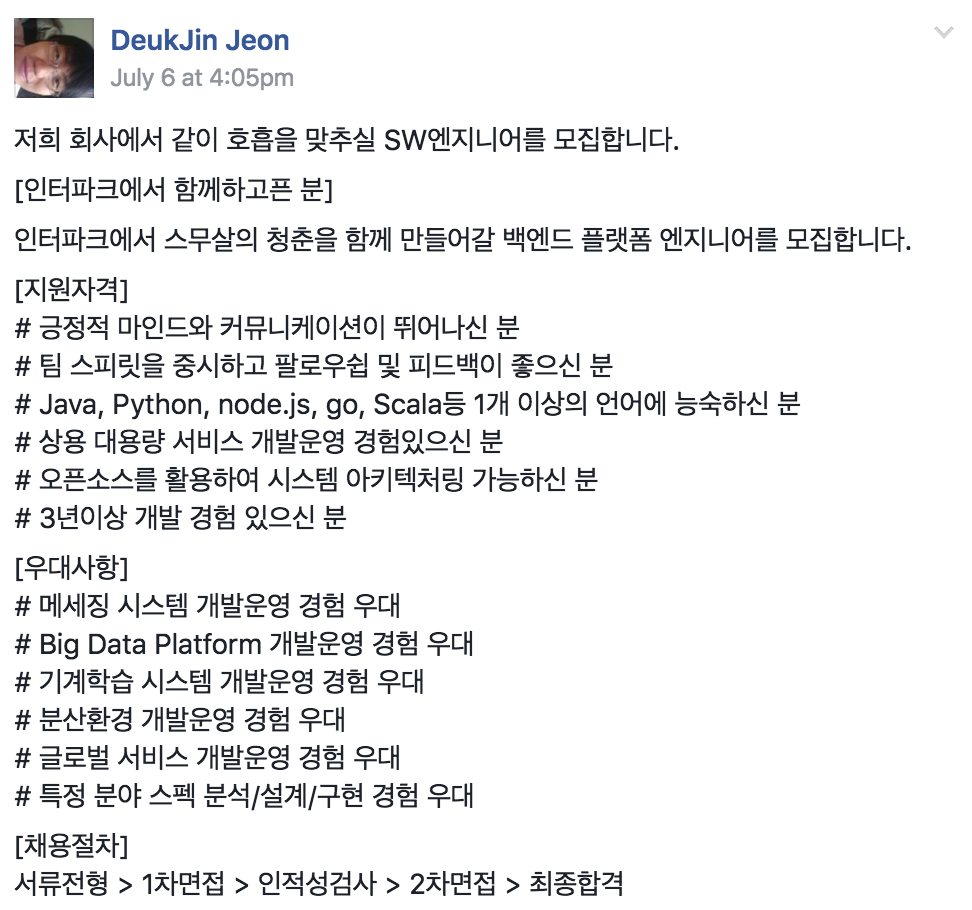 DeukJin Jeon
July 6 at 4:05pm
저희 회사에서 같이 호흡을 맞추실 SW엔지니어를 모집합니다.
[인터파크에서 함께하고픈 분]
인터파크에서 스무살의 청춘을 함께 만들어갈 백엔드 플랫폼 엔지니어를 모집합니다.
[지원자격]
# 긍정적 마인드와 커뮤니케이션이 뛰어나신 분
# 팀 스피릿을 중시하고 팔로우쉽 및 피드백이 좋으신 분
# Java, Python, node.js, go, Scala등 1개 이상의 언어에 능숙하신 분
# 상용 대용량 서비스 개발운영 경험있으신 분
# 오픈소스를 활용하여 시스템 아키텍처링 가능하신 분
# 3년이상 개발 경험 있으신 분
[우대사항]
# 메세징 시스템 개발운영 경험 우대
# Big Data Platform 개발운영 경험 우대
# 기계학습 시스템 개발운영 경험 우대
# 분산환경 개발운영 경험 우대
# 글로벌 서비스 개발운영 경험 우대
# 특정 분야 스펙 분석/설계/구현 경험 우대
[채용절차]
서류전형 > 1차면접 > 인적성검사 > 2차면접 > 최종합격